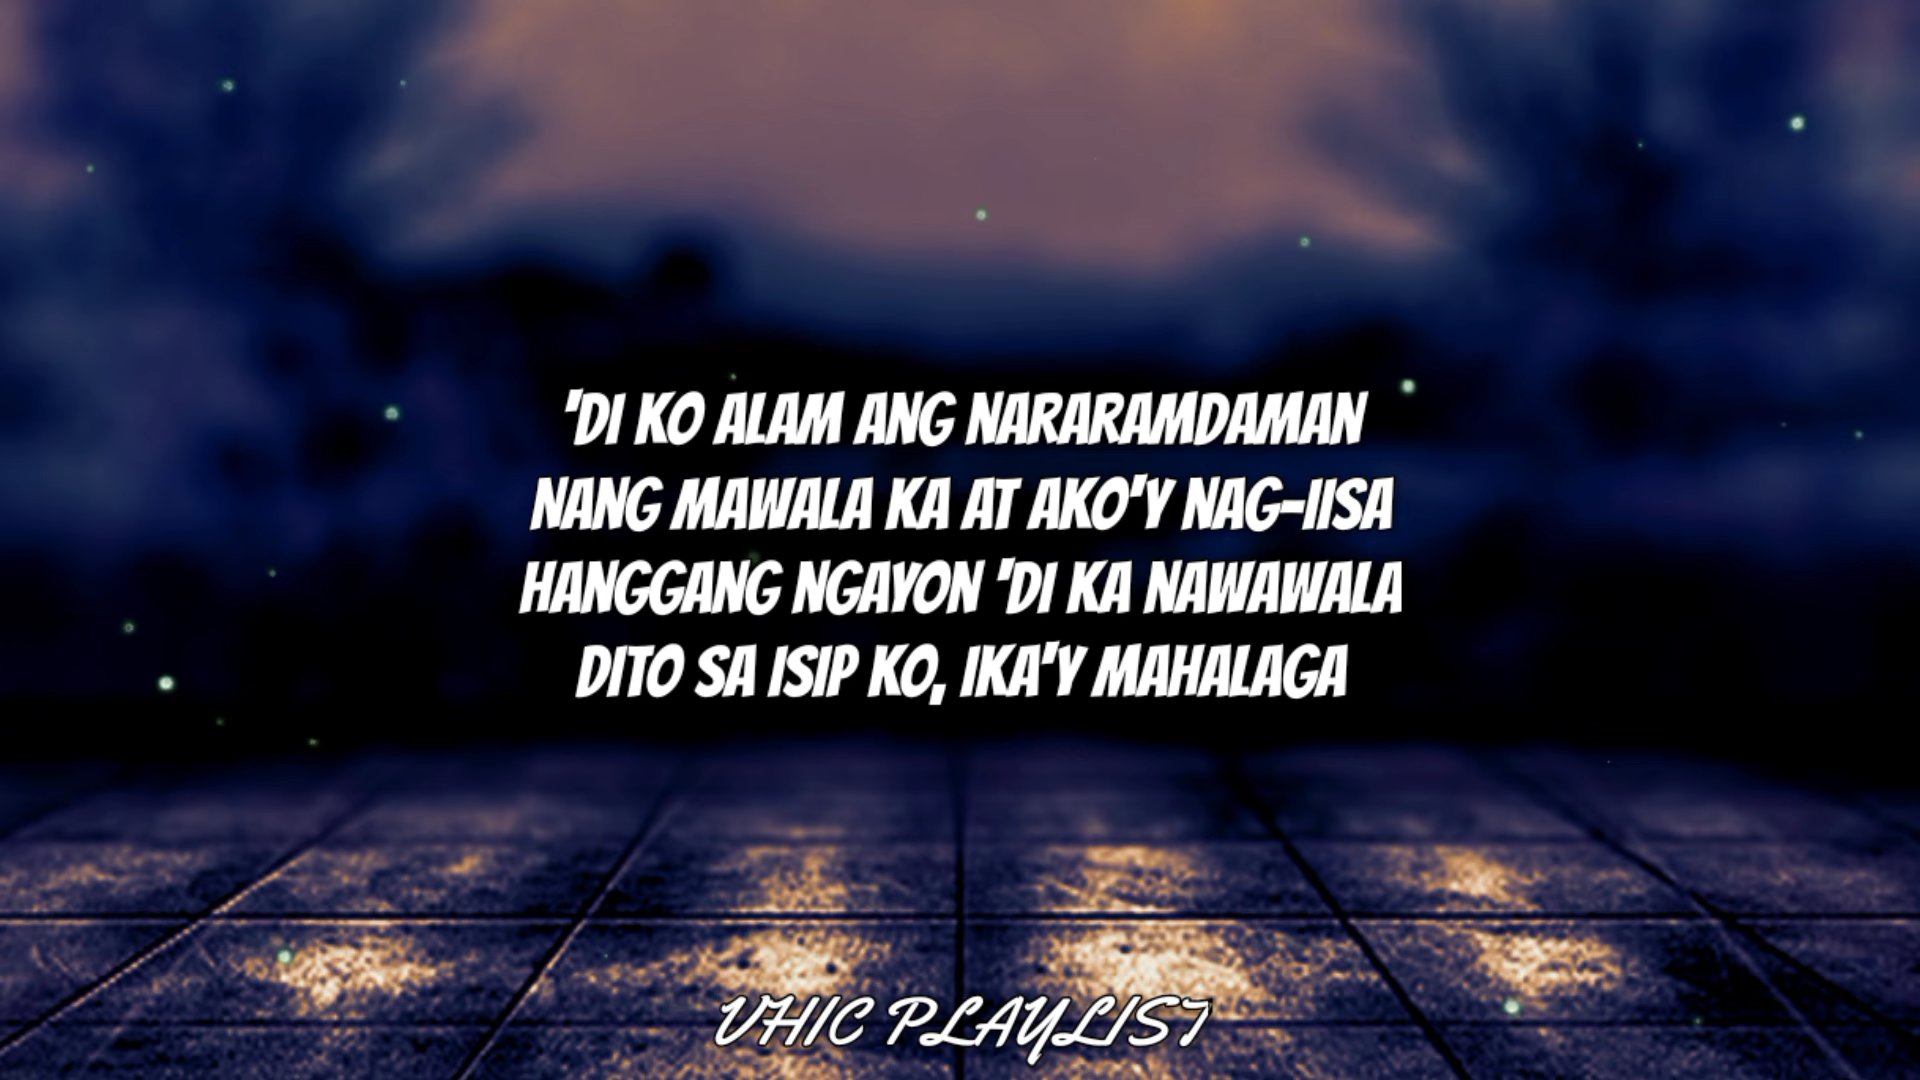 'DI KO ALAM ANG NARARAMDAMAN
NANG MAWALA KA AT AKO'Y NAG-IISA
HANGGANG NGAYON 'DI KA NAWAWALA
DITO SA ISIP KO, IKA'Y MAHALAGA
VHIC PLAYLIST